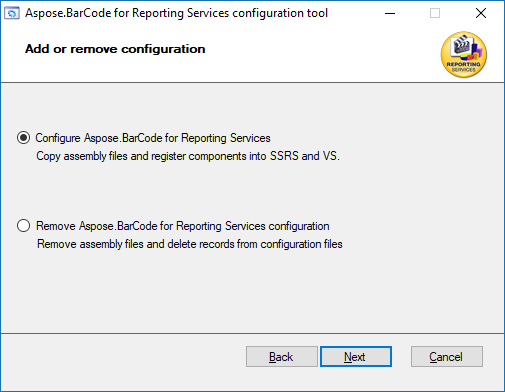 Aspose.BarCode for Reporting Services configuration tool
Add or remove configuration
REPORTING
SERVICES
Configure Aspose.BarCode for Reporting Services
Copy assembly files and register components into SSRS and VS.
Remove Aspose.BarCode for Reporting Services configuration
Remove assembly files and delete records from configuration files
Back
Next
Cancel